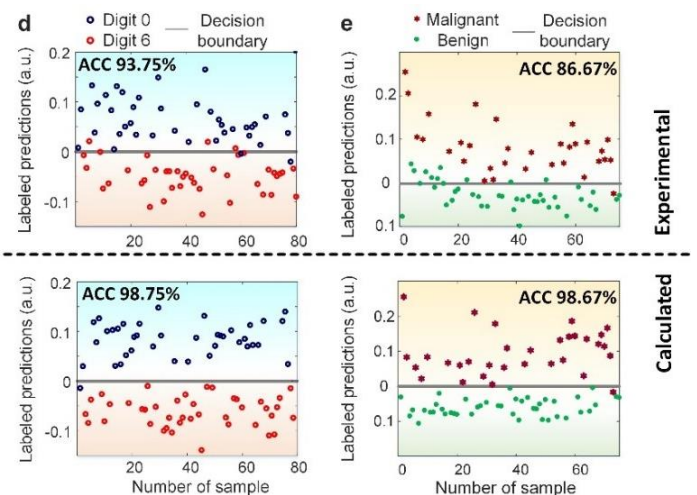 d
Digit 0
Digit 6
Decision
boundary
ACC 93.75%
Labeled predictions (a.u.)
0.2
0.1
0
-0.1
0
20
40
60
80
e
Malignant
Benign
Decision
boundary
ACC 86.67%
Labeled predictions (a.u.)
0.2
0.1
0
0.1
0
20
40
60
Experimental
ACC 98.75%
Labeled predictions (a.u.)
0.2
0.1
0
-0.1
0
20
40
60
80
Number of sample
ACC 98.67%
Labeled predictions (a.u.)
0.2
0.1
0
0.1
0
20
40
60
Number of sample
Calculated